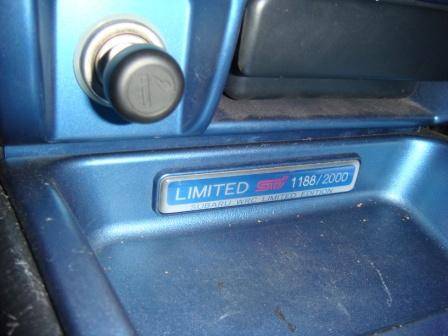 LIMITED STi 1188/2000
SUBARU WRC LIMITED EDITION